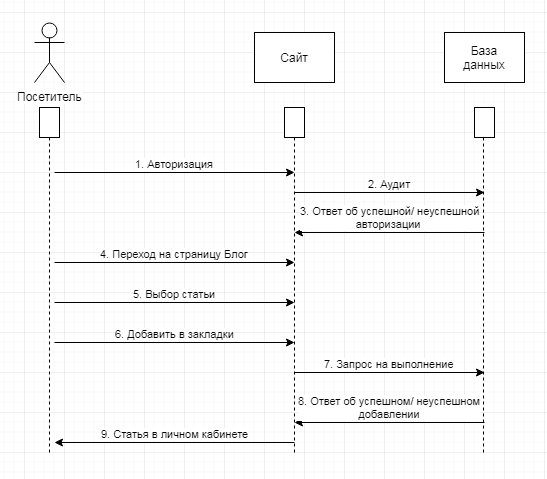 Посетитель
Сайт
База
данных
1. Авторизация
2. Аудит
3. Ответ об успешной/ неуспешной
авторизации
4. Переход на страницу Блог
5. Выбор статьи
6. Добавить в закладки
7. Запрос на выполнение
8. Ответ об успешном/ неуспешном
добавлении
9. Статья в личном кабинете